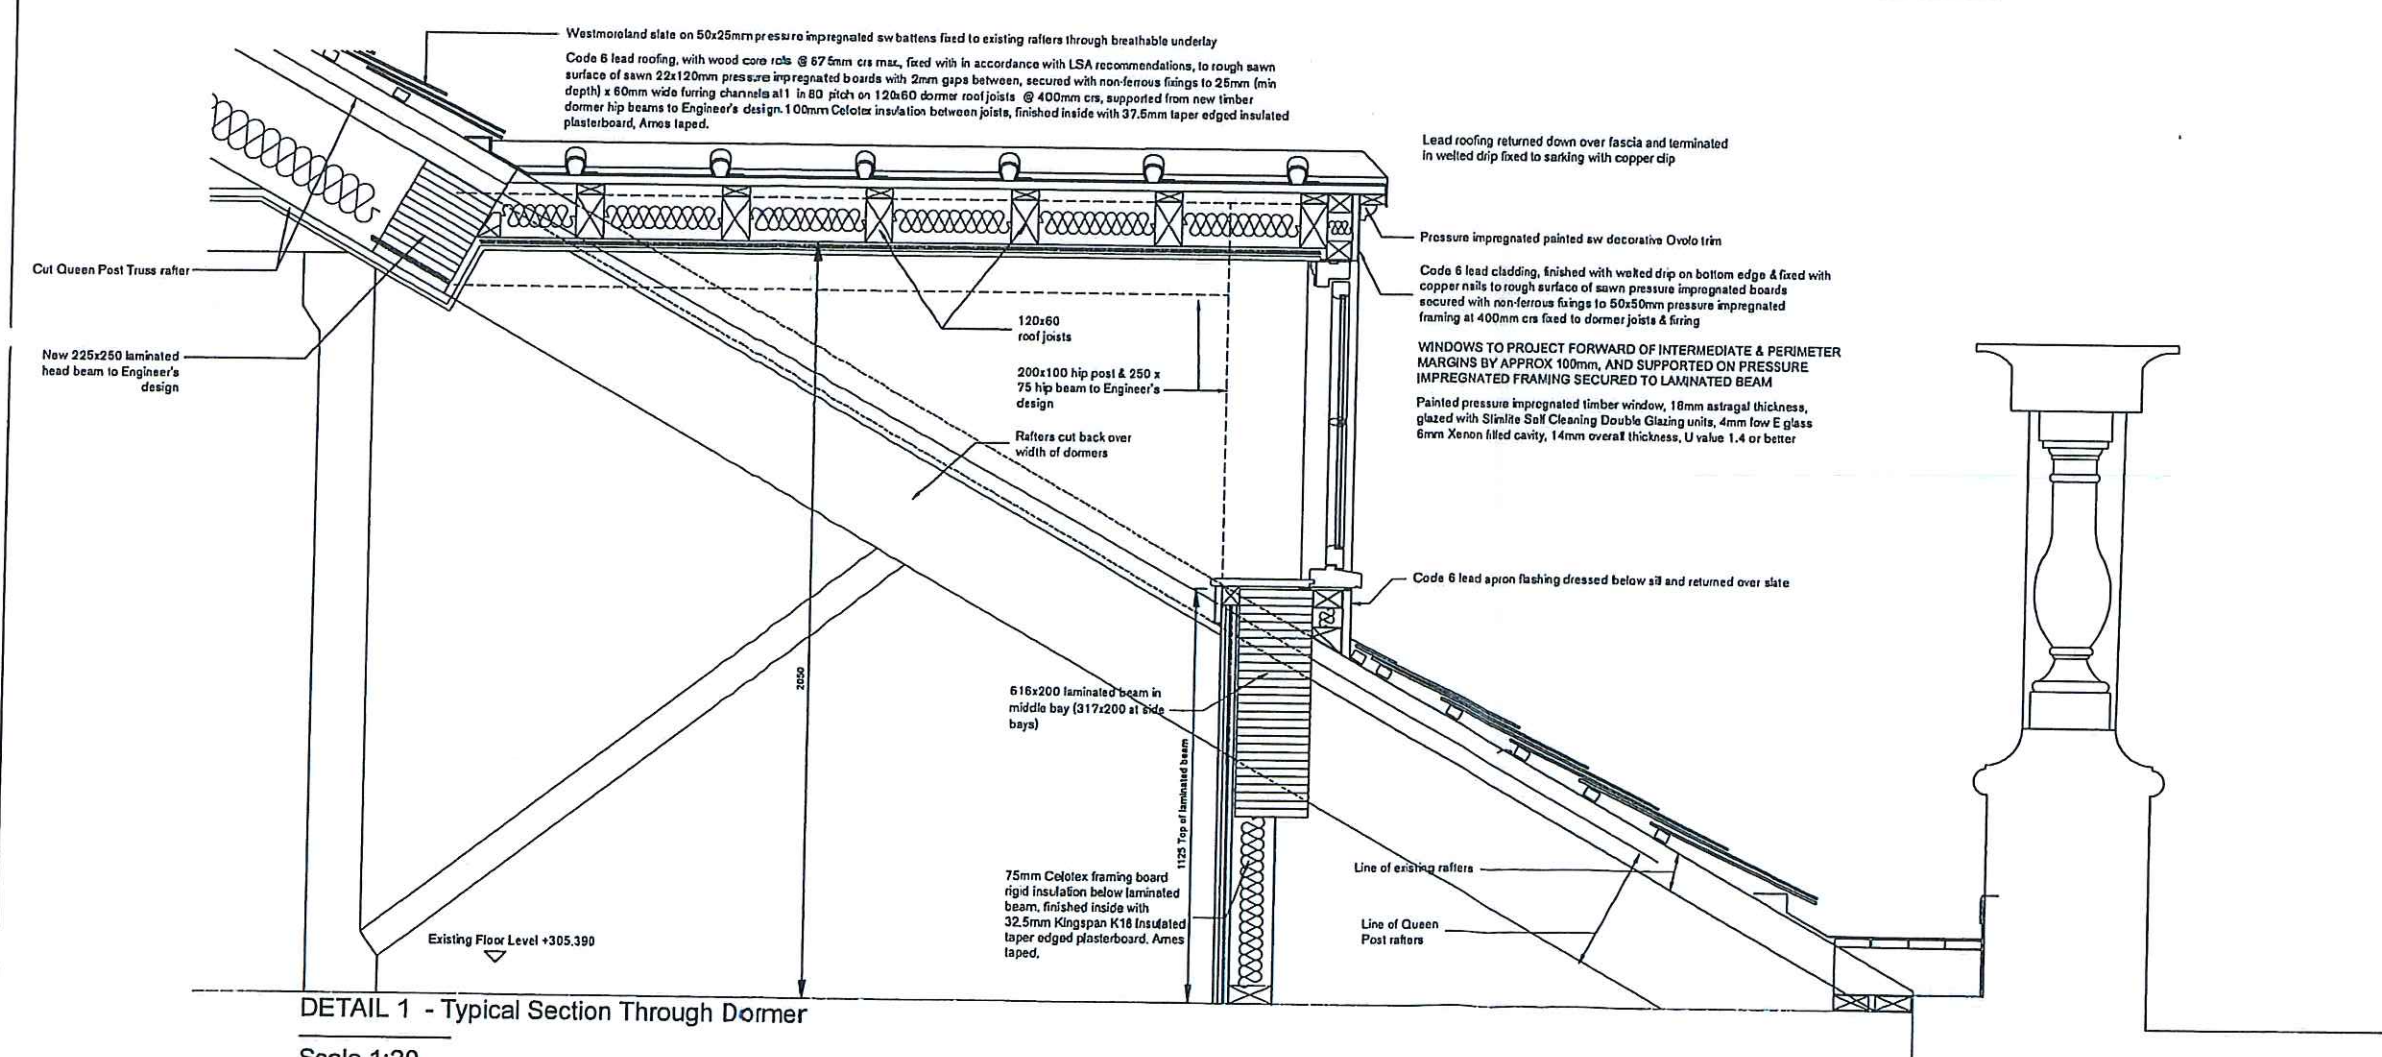 Westmoreland slate on 50x25mm pressure impregnated sw battens fixed to existing rafters through breathable underlay
Code 6 lead roofing, with wood core rols @ 675mm crs max, fixed with in accordance with LSA recommendations, to rough sawn
surface of sawn 22x120mm pressure inpregnated boards with 2mm gaps between, secured with non-ferrous fixings to 25mm (min
depth) x 60mm wide furring channels at 1 in 80 pitch on 120x60 dormer roof joists @ 400mm crs, supported from new timber
dormer hip beams to Engineer's design. 100mm Celotex insulation between joists, finished inside with 37.5mm taper edged insulated
plasterboard, Ames taped.
Lead roofing returned down over fascia and terminated
in welted drip fixed to sarking with copper clip
Pressure impregnated painted sw decorative Ovolo trim
Cut Queen Post Truss rafter
Code 6 lead cladding, finished with welted drip on bottom edge & fixed with
copper nails to rough surface of sawn pressure impregnated boards
secured with non-ferrous fixings to 50x50mm pressure impregnated
framing at 400mm crs fixed to dormer joists & firring
120x60
roof joists
New 225x250 laminated
head beam to Engineer's
design
WINDOWS TO PROJECT FORWARD OF INTERMEDIATE & PERIMETER
MARGINS BY APPROX 100mm, AND SUPPORTED ON PRESSURE
IMPREGNATED FRAMING SECURED TO LAMINATED BEAM
200x100 hip post & 250 x
75 hip beam to Engineer's
design
Painted pressure impregnated timber window, 18mm astragal thickness,
glazed with Slimlite Self Cleaning Double Glazing units, 4mm low E glass
6mm Xenon filled cavity, 14mm overall thickness, U value 1.4 or better
Rafters cut back over
width of dormers
Code 6 lead apron flashing dressed below sill and returned over slate
2050
616x200 laminated beam in
middle bay (317x200 at side
bays)
1125 Top of laminated beam
75mm Celotex framing board
rigid insulation below laminated
beam, finished inside with
32.5mm Kingspan K18 Insulated
taper edged plasterboard. Ames
taped.
Line of existing rafters
Line of Queen
Post rafters
Existing Floor Level +305.390
DETAIL 1 - Typical Section Through Dormer
Scale 1:20